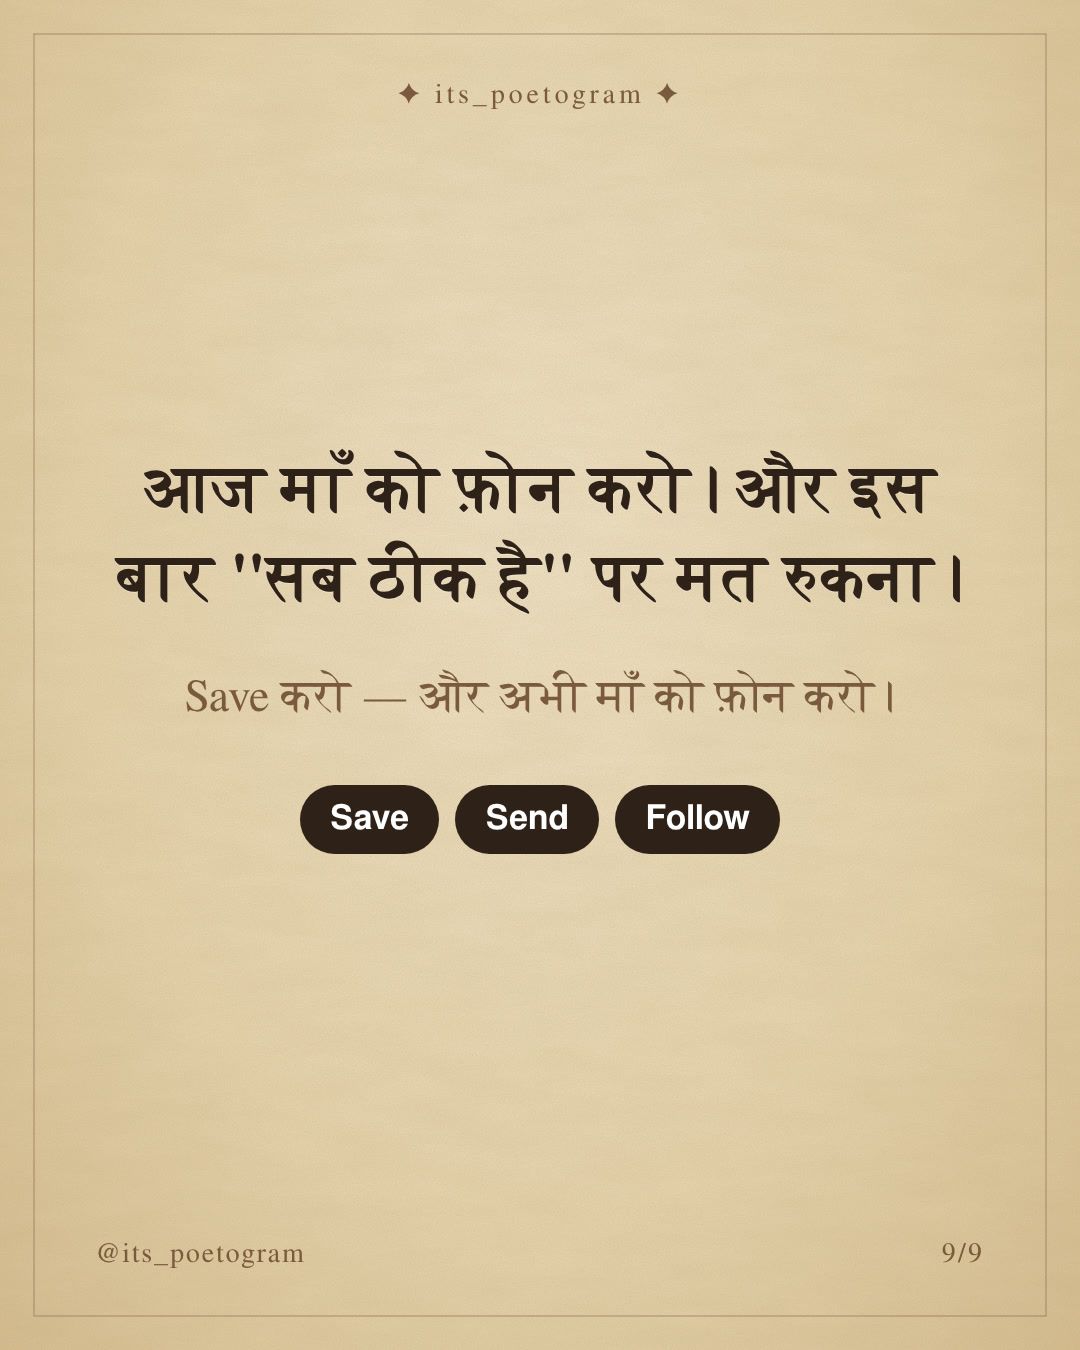 ✦ its_poetogram ✦
आज माँ को फ़ोन करो। और इस
बार "सब ठीक है" पर मत रुकना।
Save करो — और अभी माँ को फ़ोन करो।
Save Send Follow
@its_poetogram 9/9